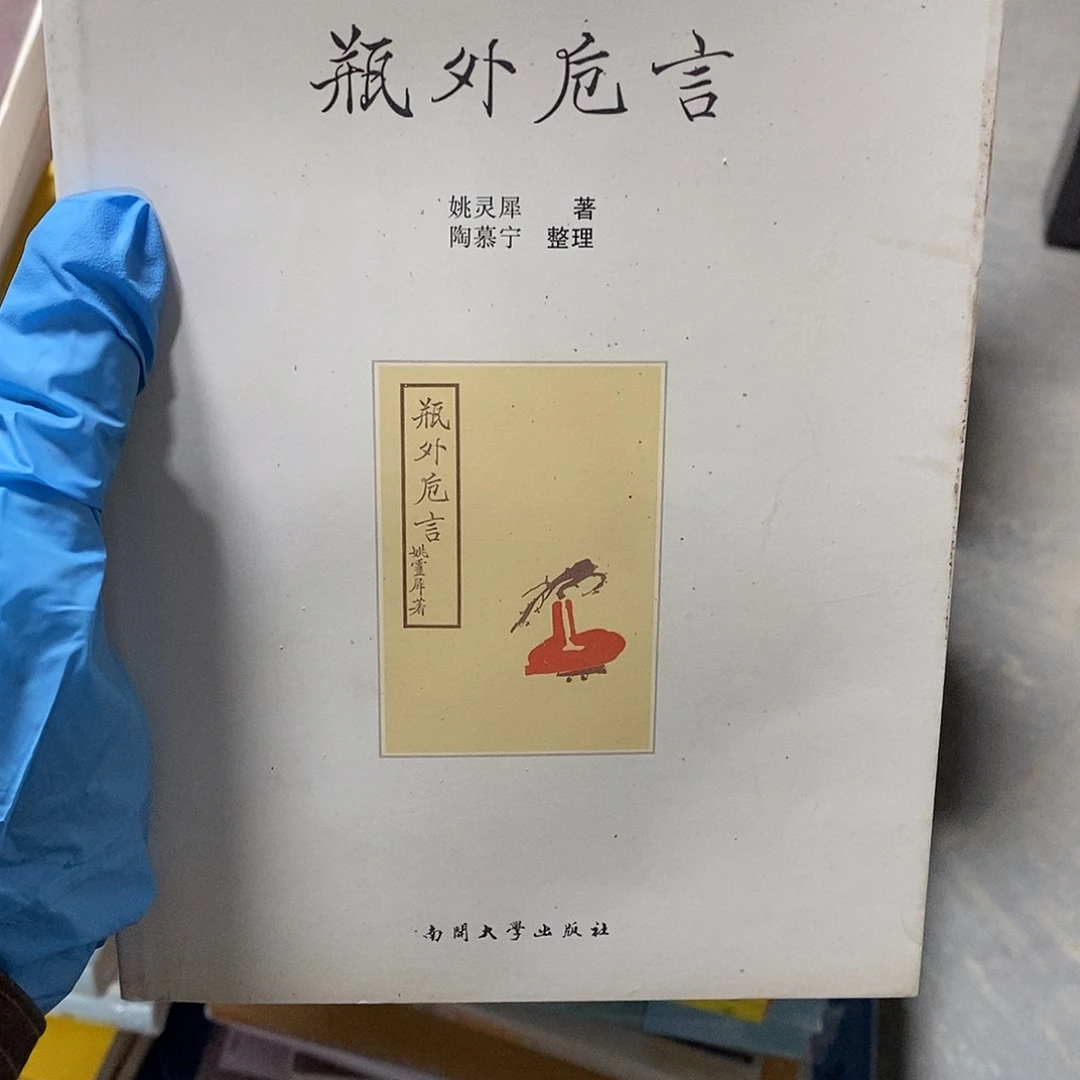 瓶外卮言
姚灵犀 著
陶慕宁 整理
瓶外卮言
姚靈犀著
南開大學出版社